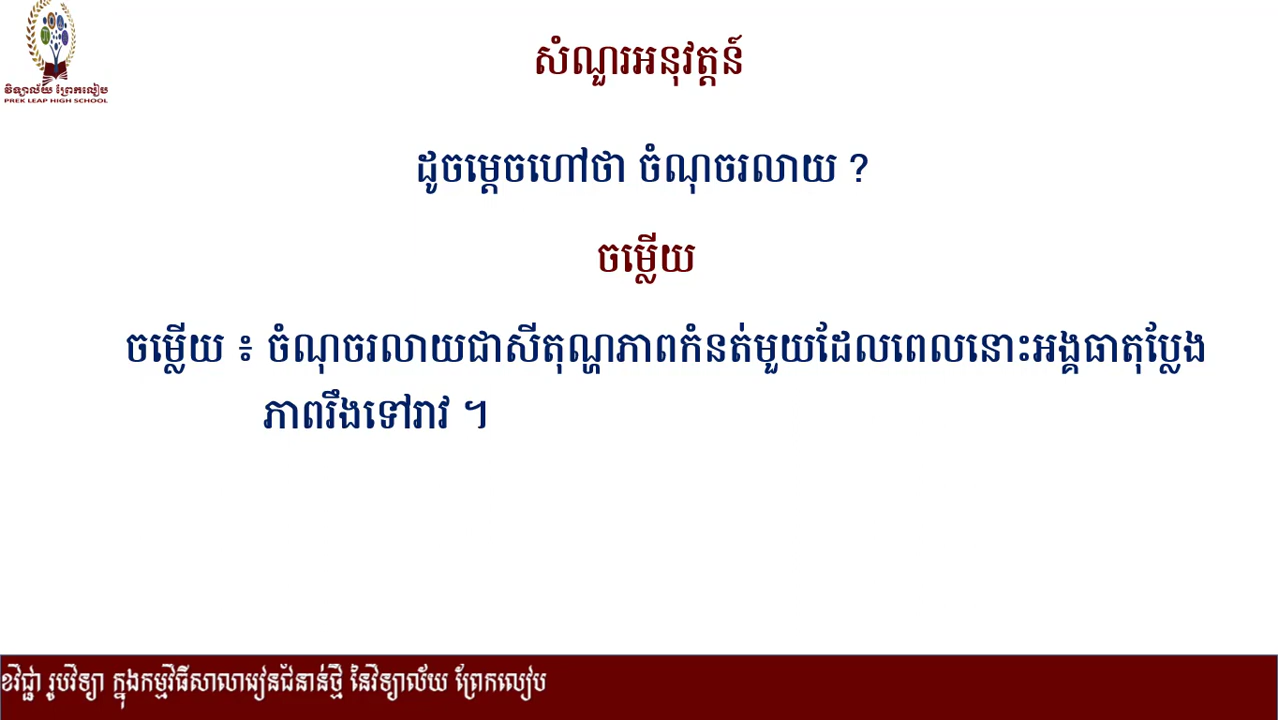 វិទ្យាល័យ ព្រែកលៀប
PREK LEAP HIGH SCHOOL
សំណួរអនុវត្តន៍
ដូចម្ដេចហៅថា ចំណុចរលាយ ?
ចម្លើយ
ចម្លើយ ៖ ចំណុចរលាយជាសីតុណ្ហភាពកំនត់មួយដែលពេលនោះអង្គធាតុប្លែង
ភាពរឹងទៅរាវ ។
ខវិជ្ជា រូបវិទ្យា ក្នុងកម្មវិធីសាលារៀនជំនាន់ថ្មី នៃវិទ្យាល័យ ព្រែកលៀប